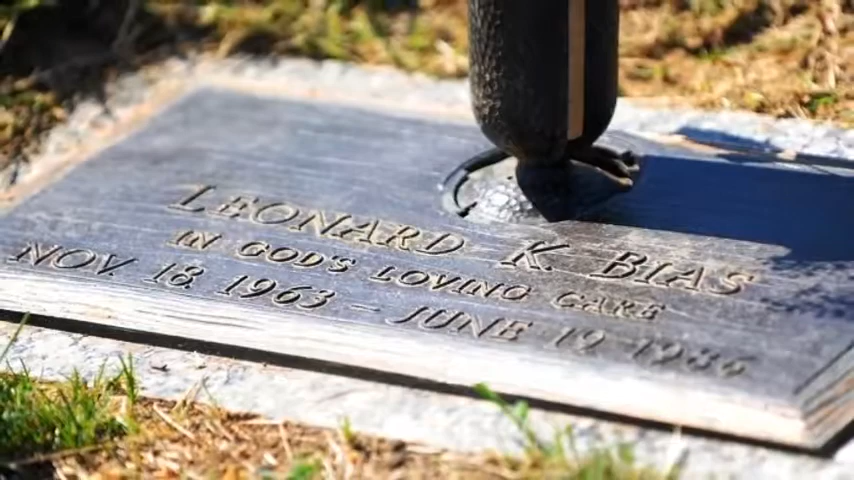 LEONARD K. BIAS
IN GOD'S LOVING CARE
NOV. 18, 1963 – JUNE 19 1986